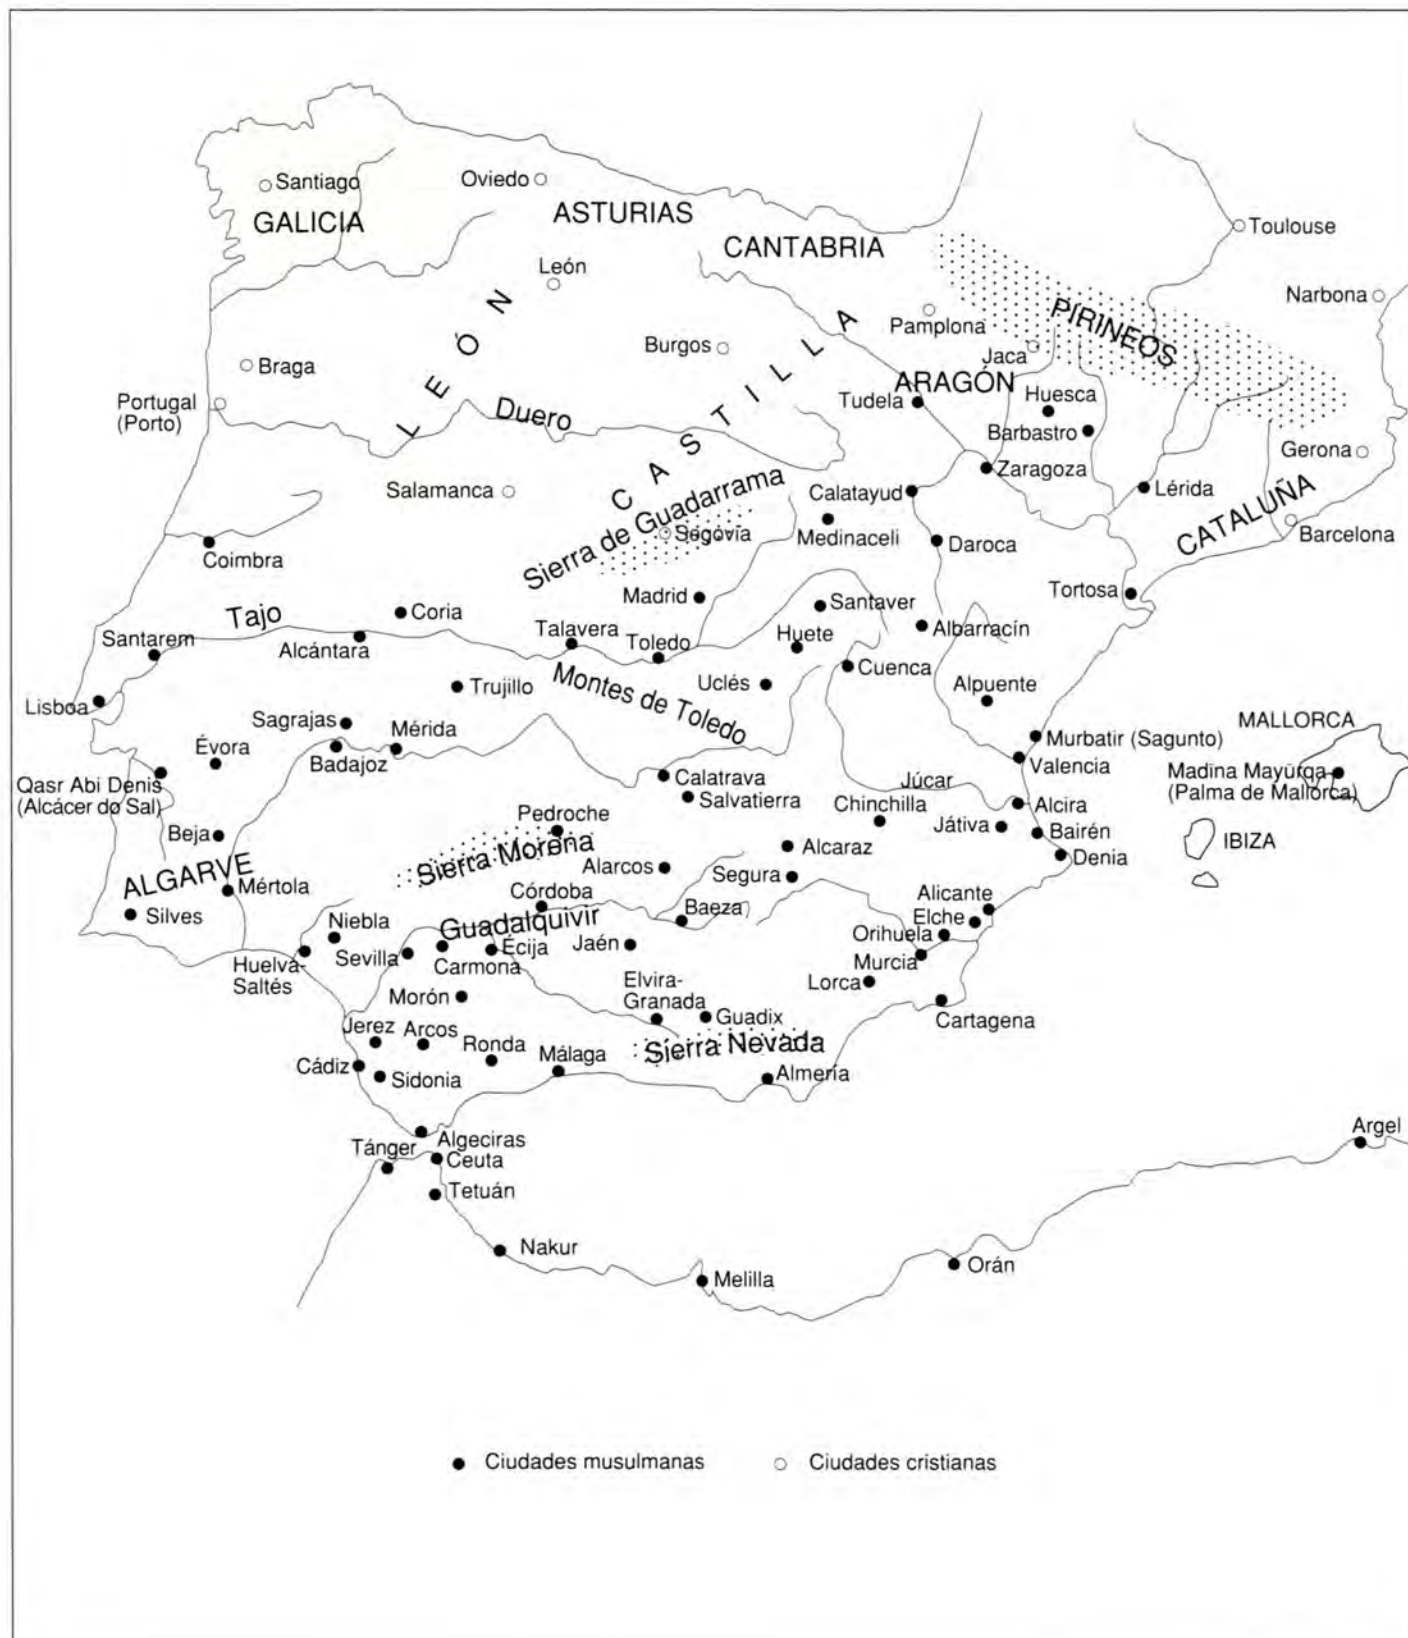 Santiago
Oviedo
GALICIA
ASTURIAS
CANTABRIA
Toulouse
León
Narbona
LEÓN
Pamplona
PIRINEOS
Burgos
Jaca
Braga
CASTILLA
ARAGÓN
Portugal
(Porto)
Duero
Tudela
Huesca
Barbastro
Gerona
Salamanca
Zaragoza
Calatayud
Lérida
CATALUÑA
Sierra de Guadarrama
Segovia
Medinaceli
Daroca
Barcelona
Coimbra
Madrid
Tortosa
Tajo
Coria
Santaver
Santarem
Alcántara
Talavera
Toledo
Huete
Albarracín
Montes de Toledo
Cuenca
Trujillo
Uclés
Alpuente
Lisboa
Sagrajas
Mérida
MALLORCA
Évora
Badajoz
Murbatir (Sagunto)
Valencia
Qasr Abi Denis
(Alcácer do Sal)
Calatrava
Júcar
Madina Mayūrqa
(Palma de Mallorca)
Salvatierra
Chinchilla
Alcira
Beja
Pedroche
Játiva
Bairén
IBIZA
Sierra Morena
Alcaraz
Denia
ALGARVE
Alarcos
Segura
Mértola
Córdoba
Alicante
Silves
Niebla
Guadalquivir
Baeza
Elche
Orihuela
Sevilla
Écija
Jaén
Huelva-
Saltés
Carmona
Murcia
Morón
Elvira-
Granada
Lorca
Cartagena
Guadix
Jerez
Arcos
Ronda
Málaga
Sierra Nevada
Cádiz
Sidonia
Almería
Algeciras
Argel
Tánger
Ceuta
Tetuán
Nakur
Melilla
Orán
Ciudades musulmanas
Ciudades cristianas